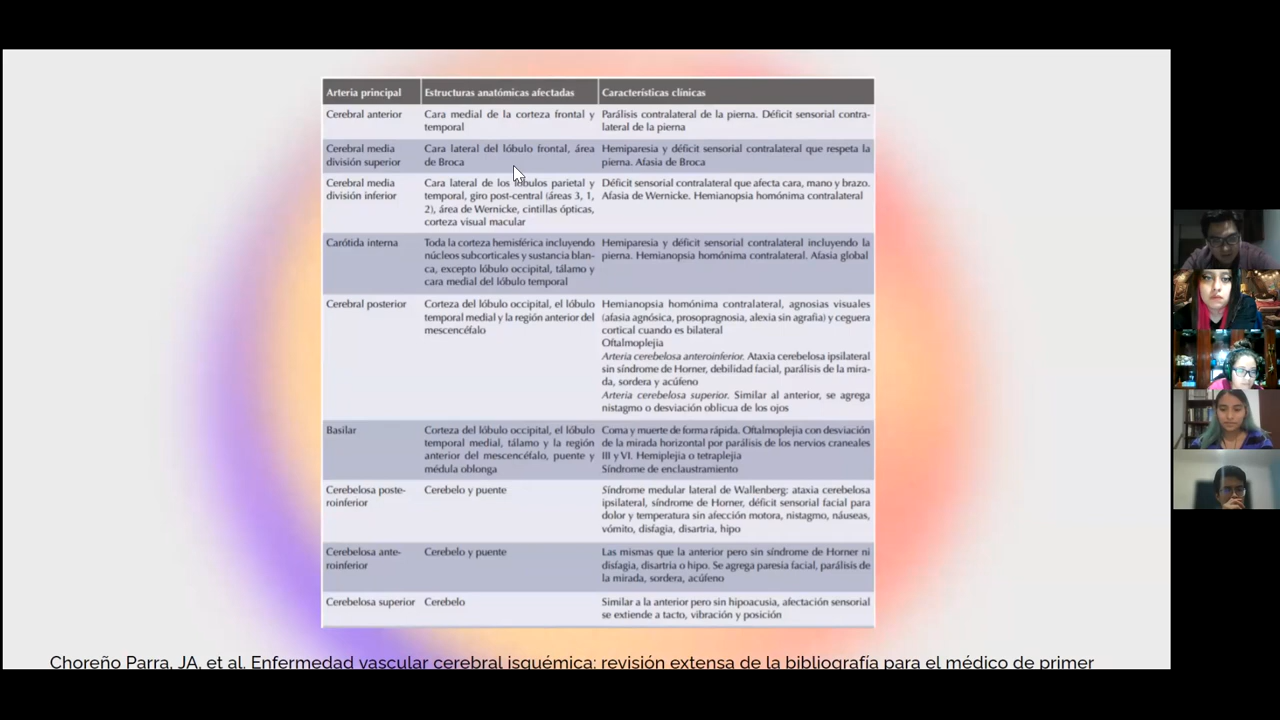 Arteria principal Estructuras anatómicas afectadas Características clínicas
Cerebral anterior Cara medial de la corteza frontal y Parálisis contralateral de la pierna. Déficit sensorial contra-
temporal lateral de la pierna
Cerebral media Cara lateral del lóbulo frontal, área Hemiparesia y déficit sensorial contralateral que respeta la
división superior de Broca pierna. Afasia de Broca
Cerebral media Cara lateral de los lóbulos parietal y Déficit sensorial contralateral que afecta cara, mano y brazo.
división inferior temporal, giro post-central (áreas 3, 1, Afasia de Wernicke. Hemianopsia homónima contralateral
2), área de Wernicke, cintillas ópticas,
corteza visual macular
Carótida interna Toda la corteza hemisférica incluyendo Hemiparesia y déficit sensorial contralateral incluyendo la
núcleos subcorticales y sustancia blan- pierna. Hemianopsia homónima contralateral. Afasia global
ca, excepto lóbulo occipital, tálamo y
cara medial del lóbulo temporal
Cerebral posterior Corteza del lóbulo occipital, el lóbulo Hemianopsia homónima contralateral, agnosias visuales
temporal medial y la región anterior del (afasia agnósica, prosopragnosia, alexia sin agrafia) y ceguera
mescencéfalo cortical cuando es bilateral
Oftalmoplejia
Arteria cerebelosa anteroinferior. Ataxia cerebelosa ipsilateral
sin síndrome de Horner, debilidad facial, parálisis de la mira-
da, sordera y acúfeno
Arteria cerebelosa superior. Similar al anterior, se agrega
nistagmo o desviación oblicua de los ojos
Basilar Corteza del lóbulo occipital, el lóbulo Coma y muerte de forma rápida. Oftalmoplejia con desviación
temporal medial, tálamo y la región de la mirada horizontal por parálisis de los nervios craneales
anterior del mescencéfalo, puente y III y VI. Hemiplejia o tetraplejia
médula oblonga Síndrome de enclaustramiento
Cerebelosa poste- Cerebelo y puente Síndrome medular lateral de Wallenberg: ataxia cerebelosa
roinferior ipsilateral, síndrome de Horner, déficit sensorial facial para
dolor y temperatura sin afección motora, nistagmo, náuseas,
vómito, disfagia, disartria, hipo
Cerebelosa ante- Cerebelo y puente Las mismas que la anterior pero sin síndrome de Horner ni
roinferior disfagia, disartria o hipo. Se agrega paresia facial, parálisis de
la mirada, sordera, acúfeno
Cerebelosa superior Cerebelo Similar a la anterior pero sin hipoacusia, afectación sensorial
se extiende a tacto, vibración y posición
Choreño Parra, JA, et al. Enfermedad vascular cerebral isquémica: revisión extensa de la bibliografía para el médico de primer